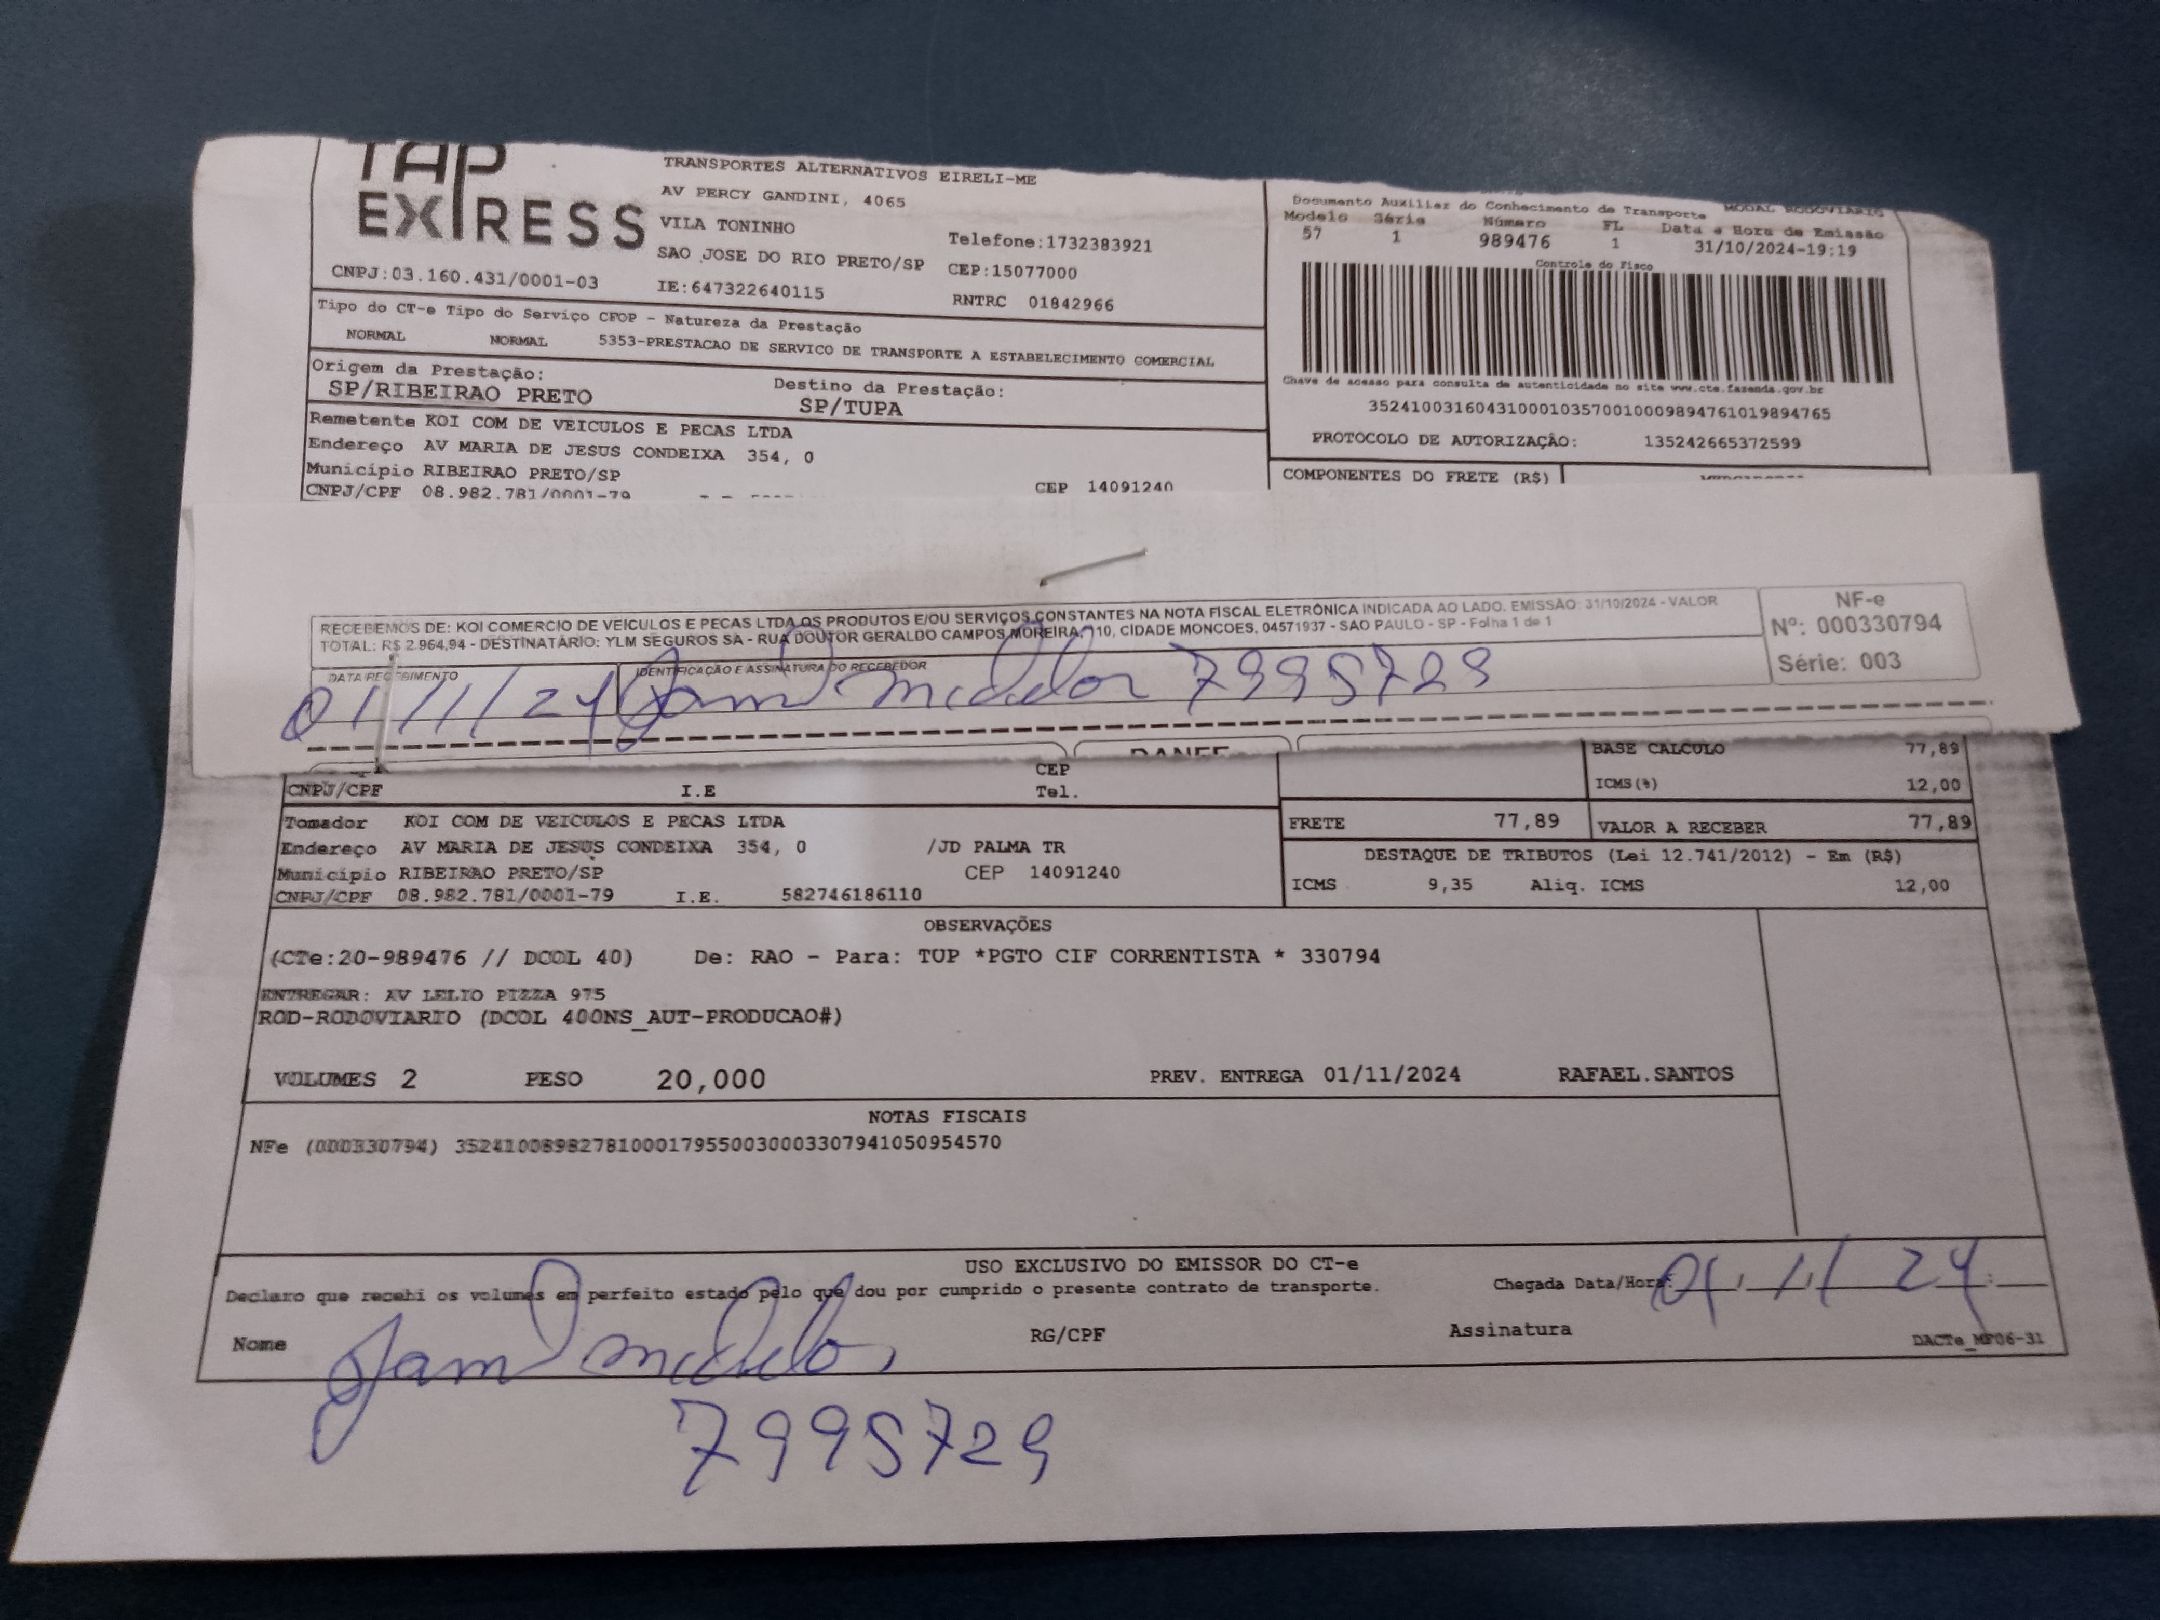 TAP
EXPRESS
TRANSPORTES ALTERNATIVOS EIRELI-ME
AV PERCY GANDINI, 4065
VILA TONINHO
SAO JOSE DO RIO PRETO/SP
Telefone:1732383921
CEP:15077000
CNPJ:03.160.431/0001-03
IE:647322640115
RNTRC 01842966
Documento Auxiliar do Conhecimento de Transporte MODAL RODOVIARIO
Modelo Série Número FL Data e Hora de Emissão
57 1 989476 1 31/10/2024-19:19
Controle do Fisco
Chave de acesso para consulta de autenticidade no site www.cte.fazenda.gov.br
35241003160431000103570010009894761019894765
PROTOCOLO DE AUTORIZAÇÃO: 135242665372599
Tipo do CT-e Tipo do Serviço CFOP - Natureza da Prestação
NORMAL NORMAL 5353-PRESTACAO DE SERVICO DE TRANSPORTE A ESTABELECIMENTO COMERCIAL
Origem da Prestação:
SP/RIBEIRAO PRETO
Destino da Prestação:
SP/TUPA
Remetente KOI COM DE VEICULOS E PECAS LTDA
Endereço AV MARIA DE JESUS CONDEIXA 354, 0
Município RIBEIRAO PRETO/SP
CNPJ/CPF 08.982.781/0001-79
CEP 14091240
COMPONENTES DO FRETE (R$)
RECEBEMOS DE: KOI COMERCIO DE VEICULOS E PECAS LTDA OS PRODUTOS E/OU SERVIÇOS CONSTANTES NA NOTA FISCAL ELETRÔNICA INDICADA AO LADO. EMISSÃO: 31/10/2024 - VALOR
TOTAL: R$ 2.964,94 - DESTINATÁRIO: YLM SEGUROS SA - RUA DOUTOR GERALDO CAMPOS MOREIRA, 110, CIDADE MONCOES, 04571937 - SAO PAULO - SP - Folha 1 de 1
NF-e
Nº: 000330794
Série: 003
DATA RECEBIMENTO
IDENTIFICAÇÃO E ASSINATURA DO RECEBEDOR
01/11/24
7995729
DANFE
BASE CALCULO 77,89
ICMS(%) 12,00
CEP
CNPJ/CPF I.E Tel.
Tomador KOI COM DE VEICULOS E PECAS LTDA
Endereço AV MARIA DE JESUS CONDEIXA 354, 0 /JD PALMA TR
Município RIBEIRAO PRETO/SP CEP 14091240
CNPJ/CPF 08.982.781/0001-79 I.E. 582746186110
FRETE 77,89
VALOR A RECEBER 77,89
DESTAQUE DE TRIBUTOS (Lei 12.741/2012) - Em (R$)
ICMS 9,35 Aliq. ICMS 12,00
OBSERVAÇÕES
(CTe:20-989476 // DCOL 40) De: RAO - Para: TUP *PGTO CIF CORRENTISTA * 330794
ENTREGAR: AV LELIO PIZZA 975
ROD-RODOVIARIO (DCOL 400NS_AUT-PRODUCAO#)
VOLUMES 2 PESO 20,000 PREV. ENTREGA 01/11/2024 RAFAEL.SANTOS
NOTAS FISCAIS
NFe (000330794) 35241008982781000179550030003307941050954570
USO EXCLUSIVO DO EMISSOR DO CT-e
Declaro que recebi os volumes em perfeito estado pelo que dou por cumprido o presente contrato de transporte.
Chegada Data/Hora: 01/11/24
Nome RG/CPF Assinatura
DACTe_MF06-31
7995729